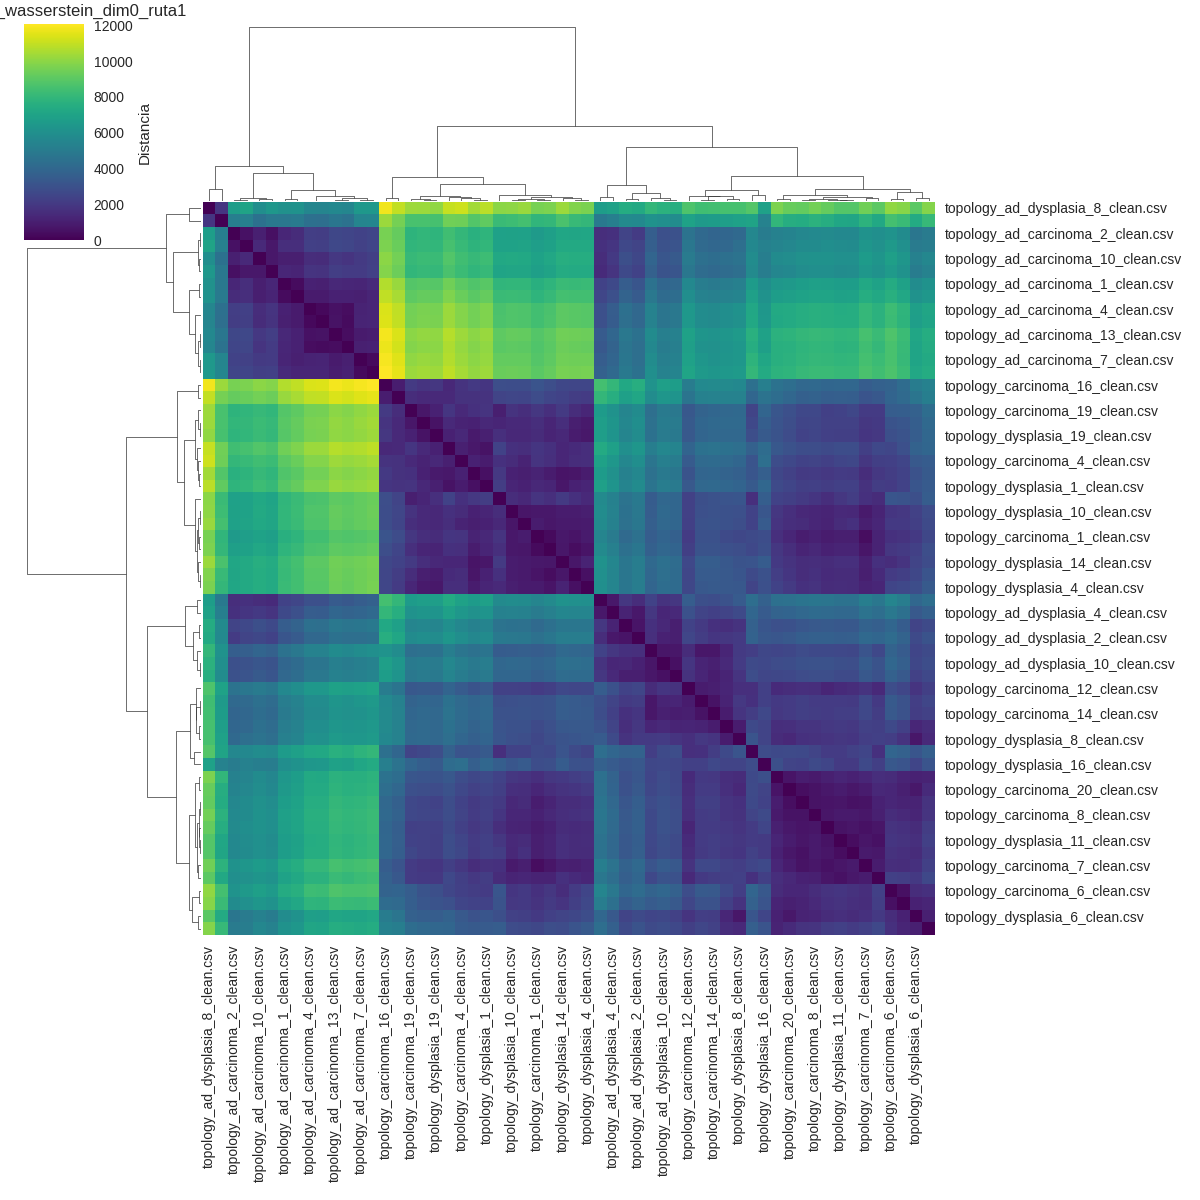 _wasserstein_dim0_ruta1
12000
10000
8000
6000
4000
2000
0
Distancia
topology_ad_dysplasia_8_clean.csv
topology_ad_carcinoma_2_clean.csv
topology_ad_carcinoma_10_clean.csv
topology_ad_carcinoma_1_clean.csv
topology_ad_carcinoma_4_clean.csv
topology_ad_carcinoma_13_clean.csv
topology_ad_carcinoma_7_clean.csv
topology_carcinoma_16_clean.csv
topology_carcinoma_19_clean.csv
topology_dysplasia_19_clean.csv
topology_carcinoma_4_clean.csv
topology_dysplasia_1_clean.csv
topology_dysplasia_10_clean.csv
topology_carcinoma_1_clean.csv
topology_dysplasia_14_clean.csv
topology_dysplasia_4_clean.csv
topology_ad_dysplasia_4_clean.csv
topology_ad_dysplasia_2_clean.csv
topology_ad_dysplasia_10_clean.csv
topology_carcinoma_12_clean.csv
topology_carcinoma_14_clean.csv
topology_dysplasia_8_clean.csv
topology_dysplasia_16_clean.csv
topology_carcinoma_20_clean.csv
topology_carcinoma_8_clean.csv
topology_dysplasia_11_clean.csv
topology_carcinoma_7_clean.csv
topology_carcinoma_6_clean.csv
topology_dysplasia_6_clean.csv
topology_ad_dysplasia_8_clean.csv
topology_ad_carcinoma_2_clean.csv
topology_ad_carcinoma_10_clean.csv
topology_ad_carcinoma_1_clean.csv
topology_ad_carcinoma_4_clean.csv
topology_ad_carcinoma_13_clean.csv
topology_ad_carcinoma_7_clean.csv
topology_carcinoma_16_clean.csv
topology_carcinoma_19_clean.csv
topology_dysplasia_19_clean.csv
topology_carcinoma_4_clean.csv
topology_dysplasia_1_clean.csv
topology_dysplasia_10_clean.csv
topology_carcinoma_1_clean.csv
topology_dysplasia_14_clean.csv
topology_dysplasia_4_clean.csv
topology_ad_dysplasia_4_clean.csv
topology_ad_dysplasia_2_clean.csv
topology_ad_dysplasia_10_clean.csv
topology_carcinoma_12_clean.csv
topology_carcinoma_14_clean.csv
topology_dysplasia_8_clean.csv
topology_dysplasia_16_clean.csv
topology_carcinoma_20_clean.csv
topology_carcinoma_8_clean.csv
topology_dysplasia_11_clean.csv
topology_carcinoma_7_clean.csv
topology_carcinoma_6_clean.csv
topology_dysplasia_6_clean.csv